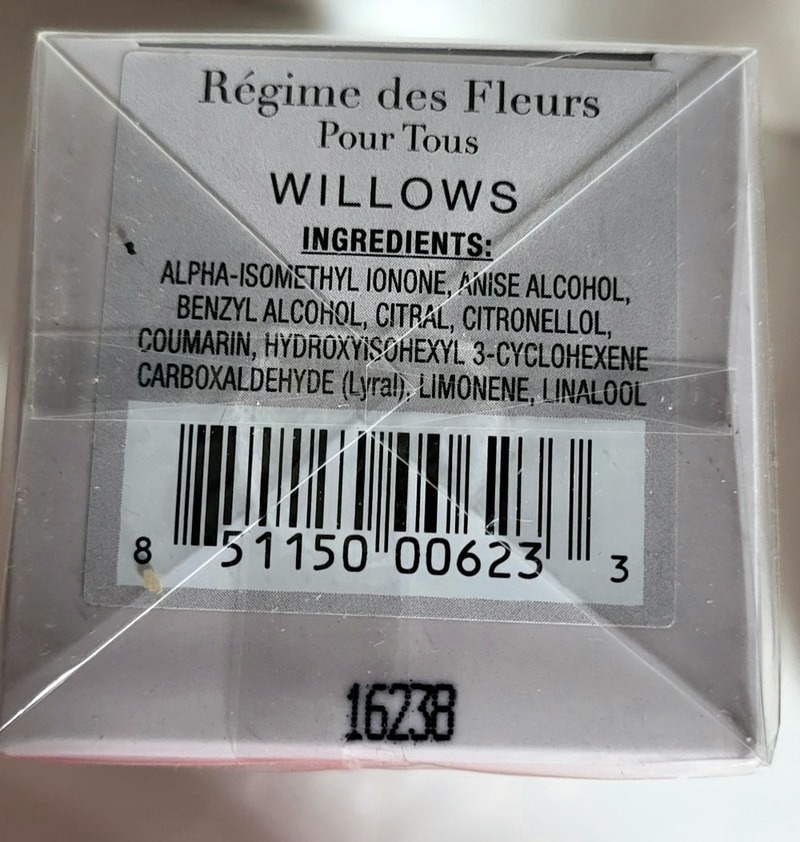 Régime des Fleurs
Pour Tous
WILLOWS
INGREDIENTS:
ALPHA-ISOMETHYL IONONE, ANISE ALCOHOL,
BENZYL ALCOHOL, CITRAL, CITRONELLOL,
COUMARIN, HYDROXYISOHEXYL 3-CYCLOHEXENE
CARBOXALDEHYDE (Lyral), LIMONENE, LINALOOL
8 51150 00623 3
16238